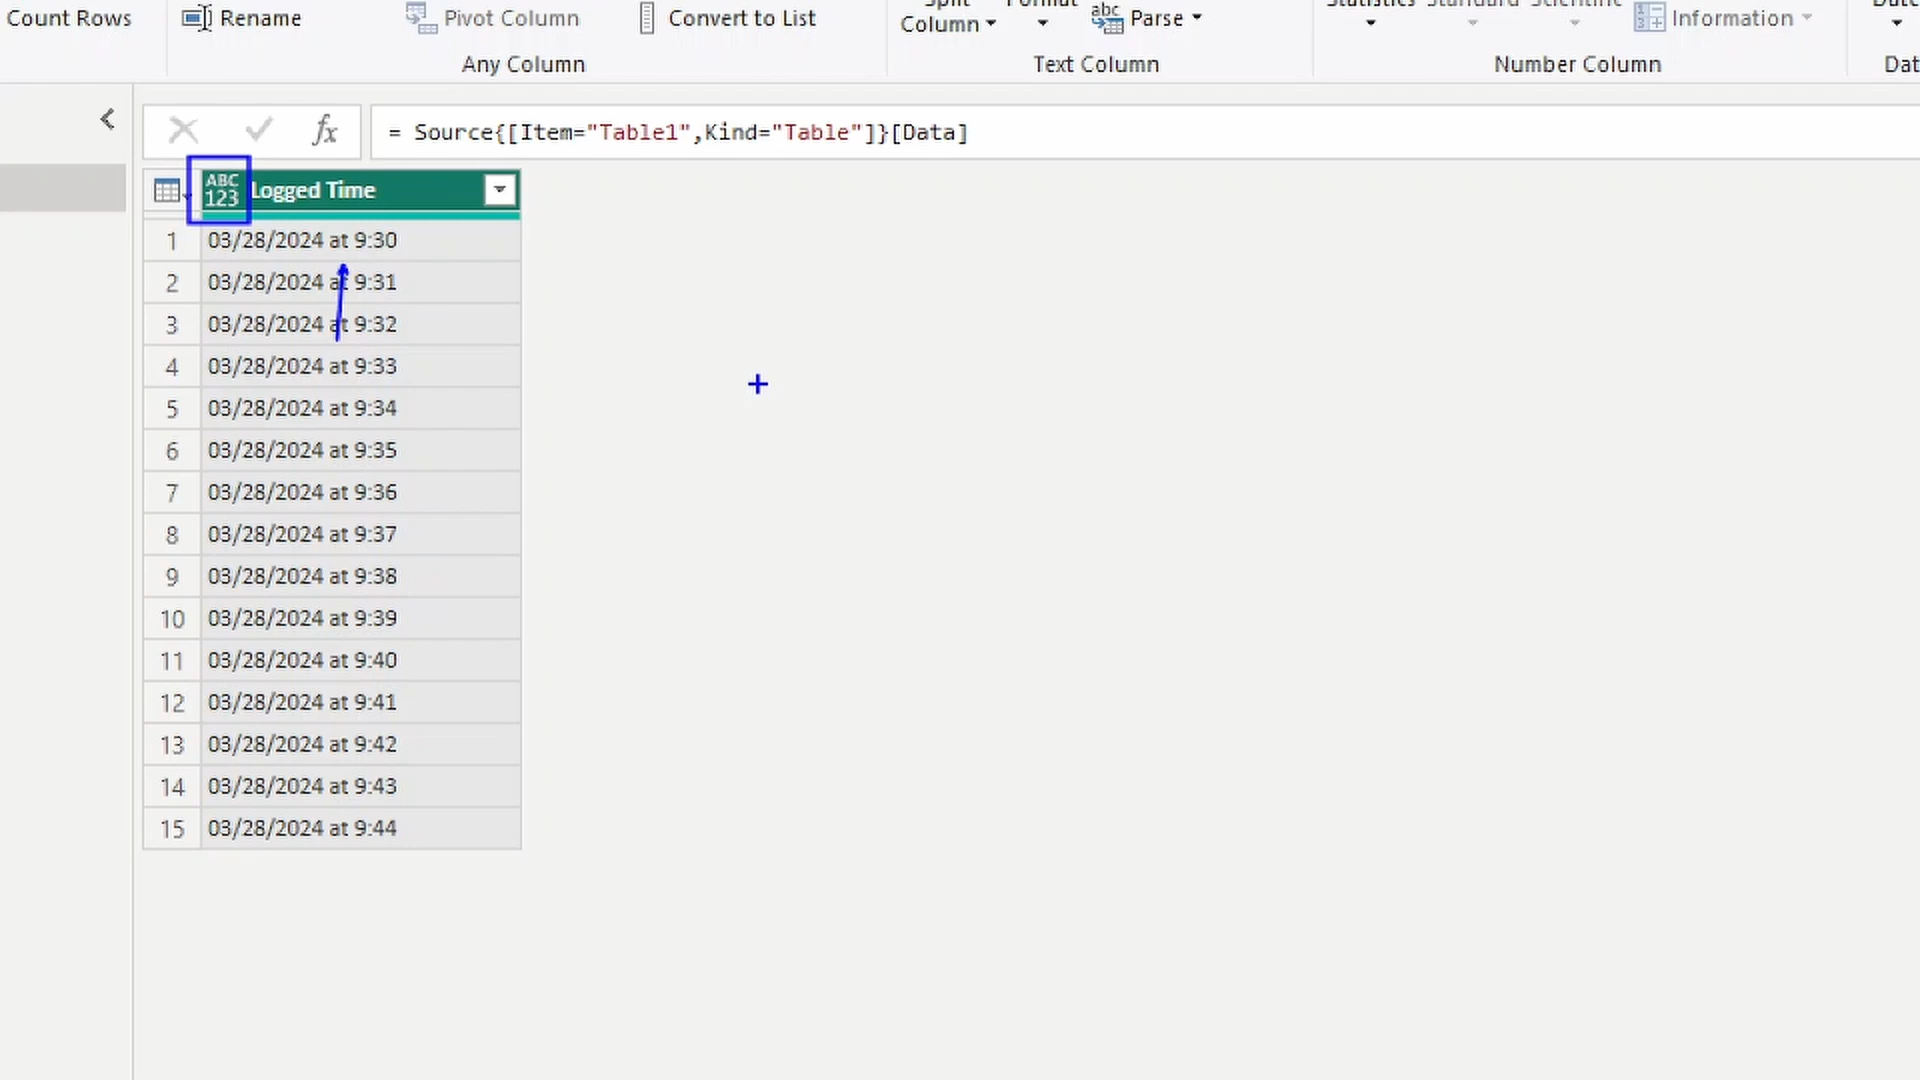 Count Rows
Rename
Pivot Column
Convert to List
Any Column
Split
Column
Format
abc
Parse
Text Column
Statistics Standard Scientific
Information
Number Column
Dat
fx
= Source{[Item="Table1",Kind="Table"]}[Data]
ABC
123
Logged Time
1 03/28/2024 at 9:30
2 03/28/2024 at 9:31
3 03/28/2024 at 9:32
4 03/28/2024 at 9:33
5 03/28/2024 at 9:34
6 03/28/2024 at 9:35
7 03/28/2024 at 9:36
8 03/28/2024 at 9:37
9 03/28/2024 at 9:38
10 03/28/2024 at 9:39
11 03/28/2024 at 9:40
12 03/28/2024 at 9:41
13 03/28/2024 at 9:42
14 03/28/2024 at 9:43
15 03/28/2024 at 9:44